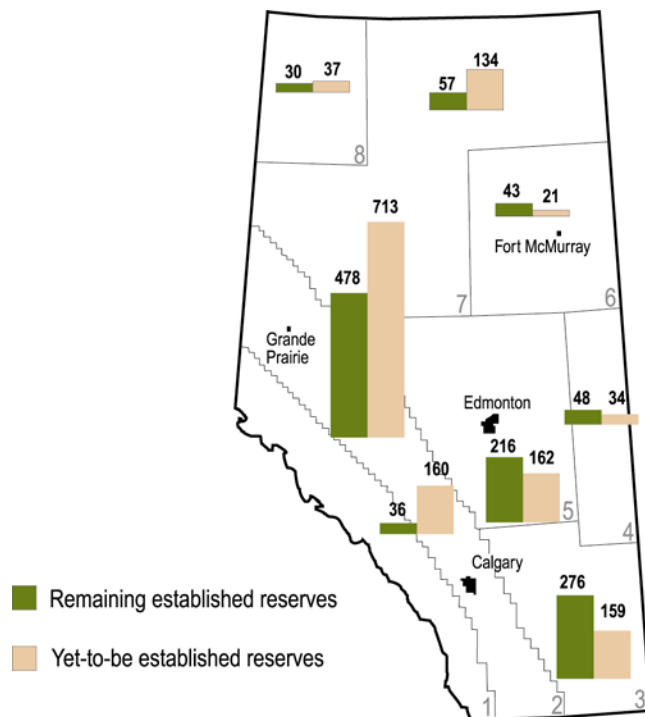 134
30 37
57
8
43 21
713
Fort McMurray
478
7 6
Grande
Prairie
Edmonton
48 34
216
162
160
36
5
4
Calgary
276
159
Remaining established reserves
Yet-to-be established reserves
1 2 3